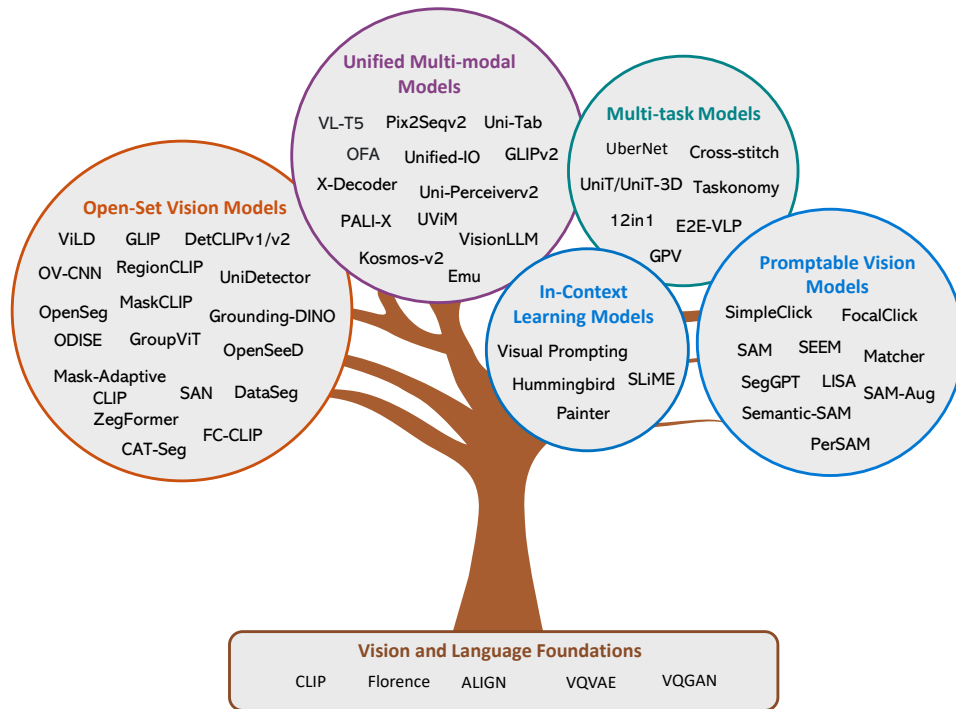 Unified Multi-modal
Models
VL-T5 Pix2Seqv2 Uni-Tab
OFA Unified-IO GLIPv2
X-Decoder Uni-Perceiverv2
PALI-X UViM
VisionLLM
Kosmos-v2
Emu
Multi-task Models
UberNet Cross-stitch
UniT/UniT-3D Taskonomy
12in1 E2E-VLP
GPV
Open-Set Vision Models
ViLD GLIP DetCLIPv1/v2
OV-CNN RegionCLIP UniDetector
OpenSeg MaskCLIP Grounding-DINO
ODISE GroupViT OpenSeeD
Mask-Adaptive
CLIP SAN DataSeg
ZegFormer
CAT-Seg FC-CLIP
In-Context
Learning Models
Visual Prompting
Hummingbird SLiME
Painter
Promptable Vision
Models
SimpleClick FocalClick
SAM SEEM Matcher
SegGPT LISA SAM-Aug
Semantic-SAM
PerSAM
Vision and Language Foundations
CLIP Florence ALIGN VQVAE VQGAN